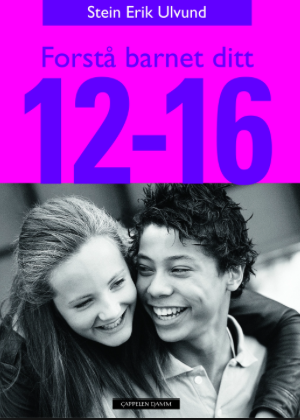 Stein Erik Ulvund
Forstå barnet ditt
12-16
CAPPELEN DAMM